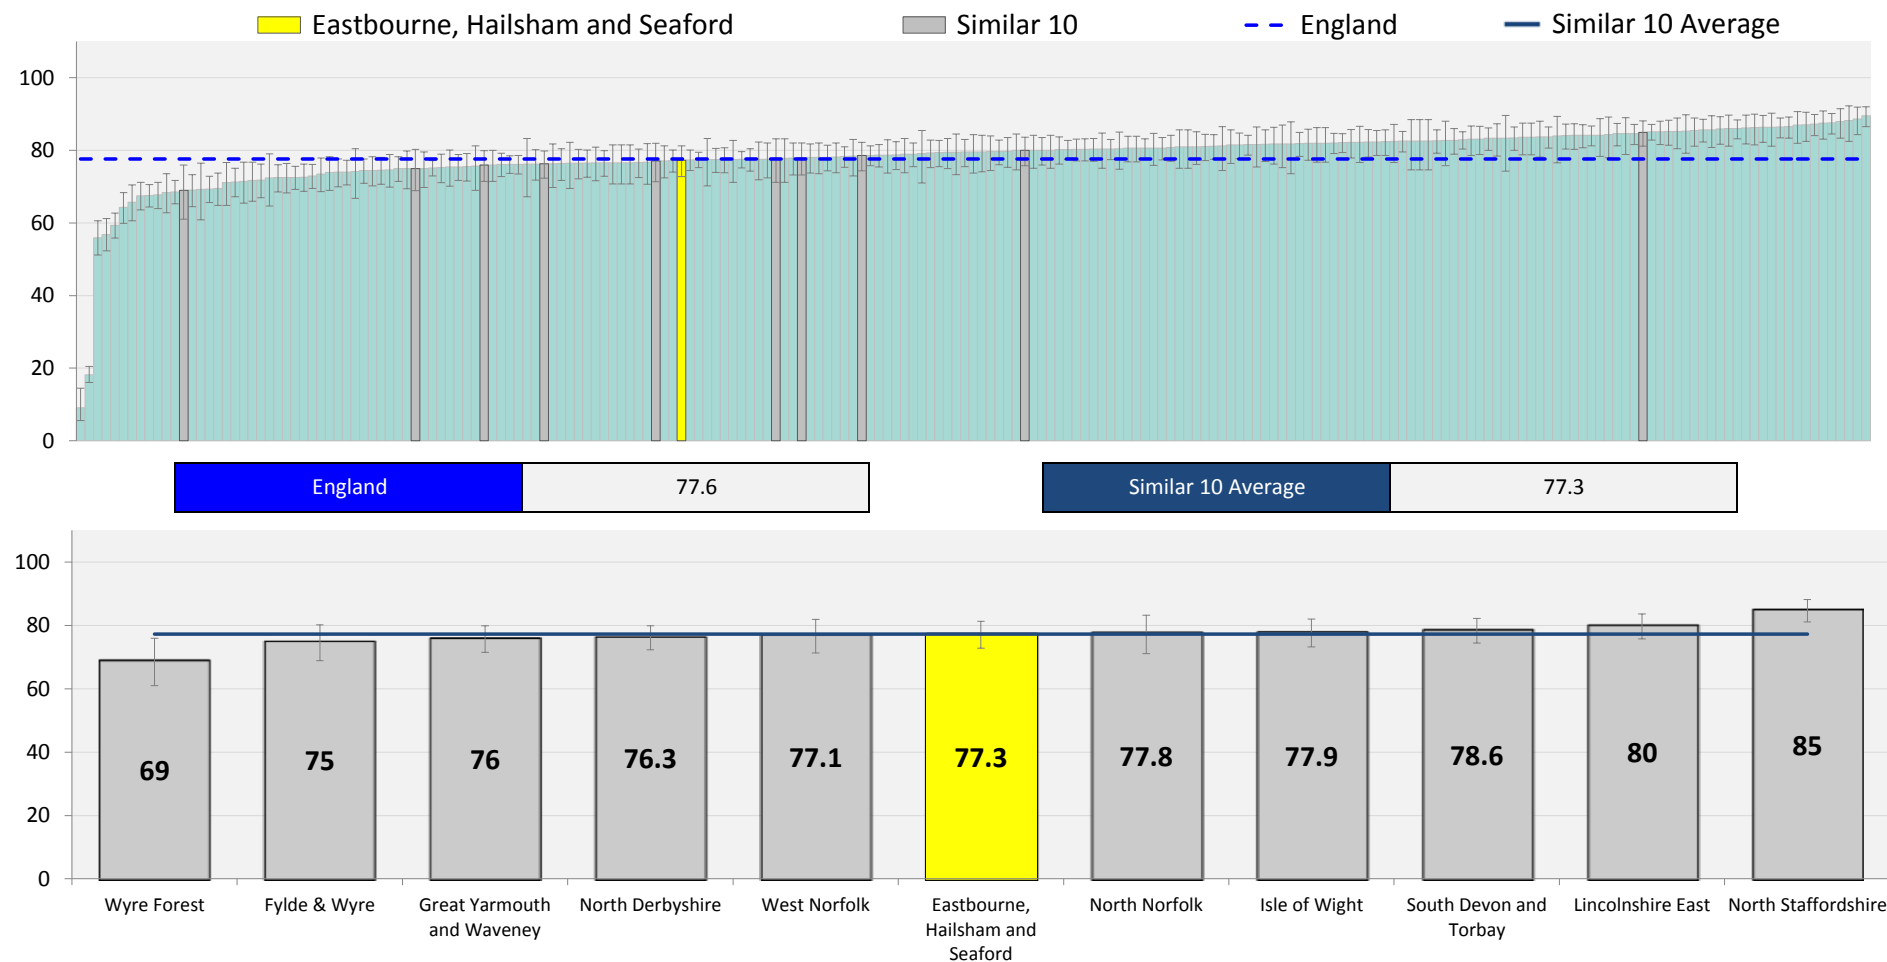 Eastbourne, Hailsham and Seaford
Similar 10
England
Similar 10 Average
100
80
60
40
20
0
England
77.6
Similar 10 Average
77.3
100
80
60
40
20
0
69
75
76
76.3
77.1
77.3
77.8
77.9
78.6
80
85
Wyre Forest
Fylde & Wyre
Great Yarmouth
and Waveney
North Derbyshire
West Norfolk
Eastbourne,
Hailsham and
Seaford
North Norfolk
Isle of Wight
South Devon and
Torbay
Lincolnshire East
North Staffordshire